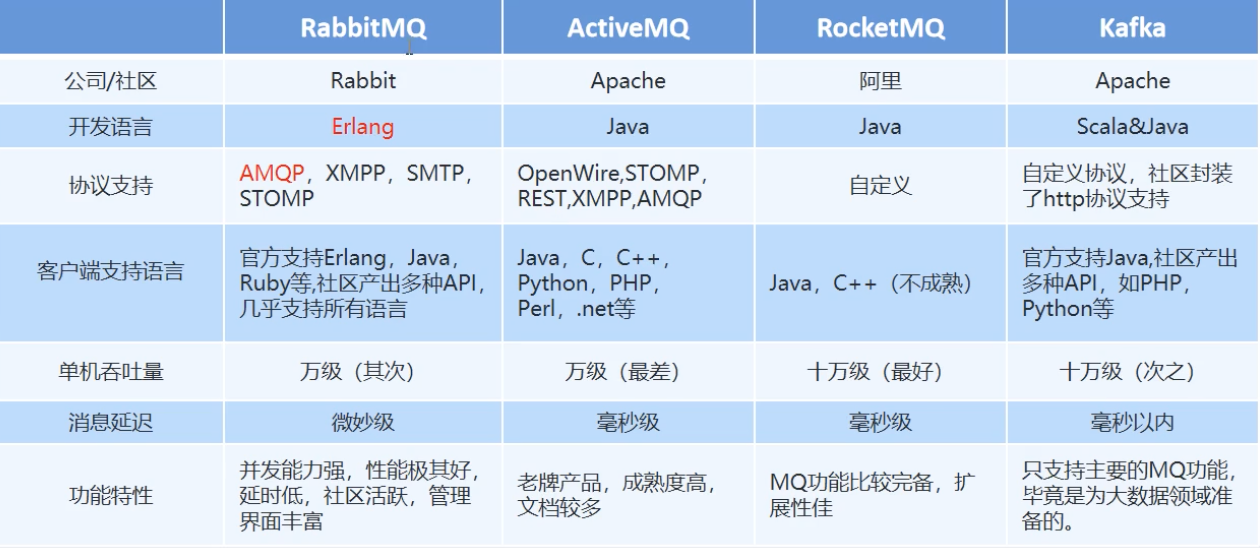 RabbitMQ ActiveMQ RocketMQ Kafka
公司/社区 Rabbit Apache 阿里 Apache
开发语言 Erlang Java Java Scala&Java
协议支持
AMQP，XMPP，SMTP，
STOMP
OpenWire,STOMP，
REST,XMPP,AMQP
自定义
自定义协议，社区封装
了http协议支持
客户端支持语言
官方支持Erlang，Java，
Ruby等,社区产出多种API，
几乎支持所有语言
Java，C，C++，
Python，PHP，
Perl，.net等
Java，C++（不成熟）
官方支持Java,社区产出
多种API，如PHP，
Python等
单机吞吐量 万级（其次） 万级（最差） 十万级（最好） 十万级（次之）
消息延迟 微妙级 毫秒级 毫秒级 毫秒以内
功能特性
并发能力强，性能极其好，
延时低，社区活跃，管理
界面丰富
老牌产品，成熟度高，
文档较多
MQ功能比较完备，扩
展性佳
只支持主要的MQ功能，
毕竟是为大数据领域准
备的。